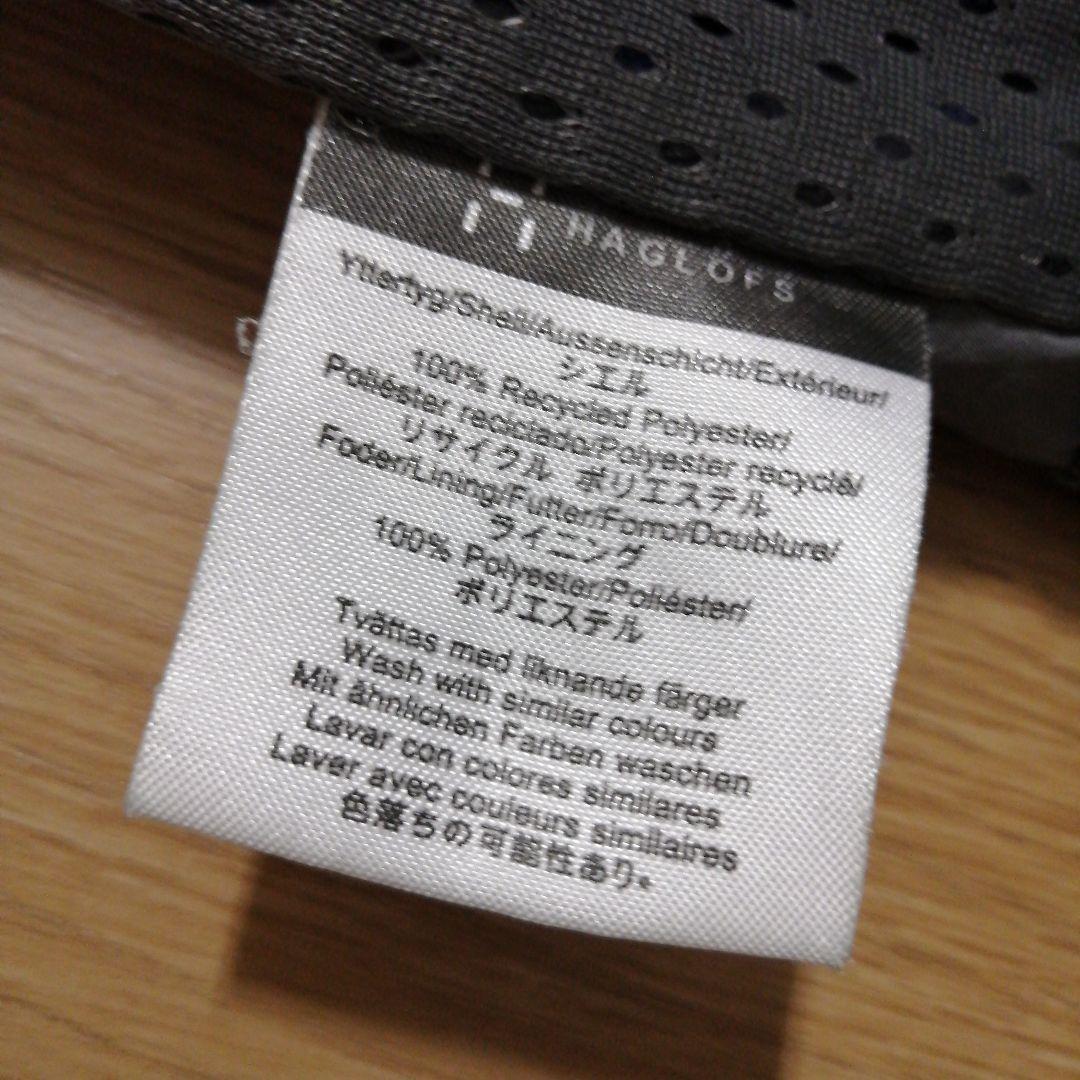 HAGLÖFS
Yttertyg/Shell/Aussenschicht/Extérieur/
シエル
100% Recycled Polyester/
Poliéster reciclado/Polyester recyclé/
リサイクル ポリエステル
Foder/Lining/Futter/Forro/Doublure/
ライニング
100% Polyester/Poliéster/
ポリエステル
Tvättas med liknande färger
Wash with similar colours
Mit ähnlichen Farben waschen
Lavar con colores similares
Laver avec couleurs similaires
色落ちの可能性あり。